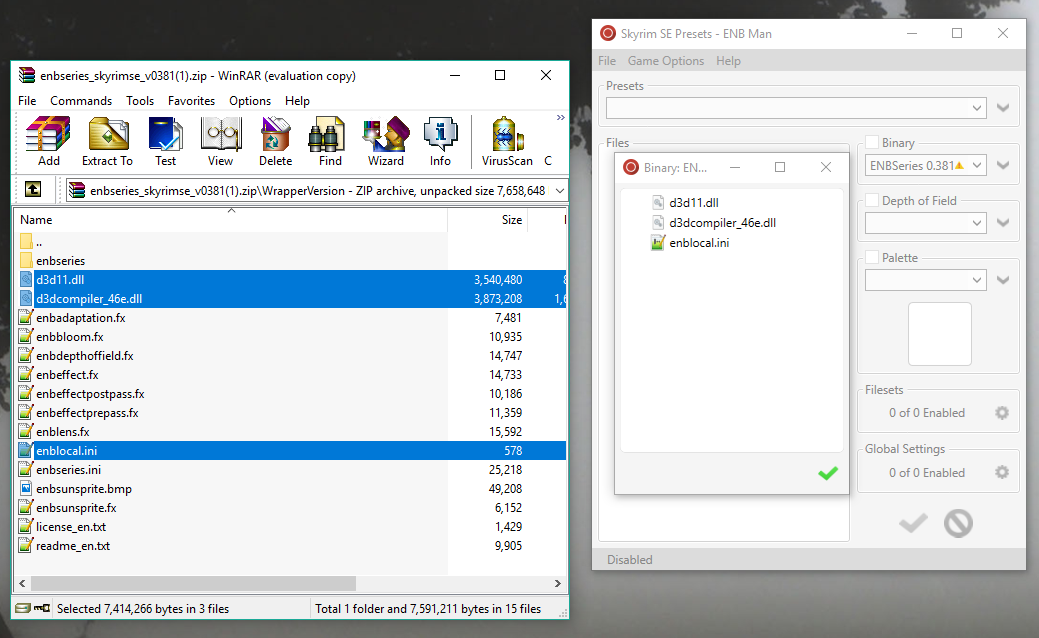 enbseries_skyrimse_v0381(1).zip - WinRAR (evaluation copy)
File Commands Tools Favorites Options Help
Add Extract To Test View Delete Find Wizard Info VirusScan C
»
enbseries_skyrimse_v0381(1).zip\WrapperVersion - ZIP archive, unpacked size 7,658,648
Name Size
..
enbseries
d3d11.dll 3,540,480
d3dcompiler_46e.dll 3,873,208
enbadaptation.fx 7,481
enbbloom.fx 10,935
enbdepthoffield.fx 14,747
enbeffect.fx 14,733
enbeffectpostpass.fx 10,186
enbeffectprepass.fx 11,359
enblens.fx 15,592
enblocal.ini 578
enbseries.ini 25,218
enbsunsprite.bmp 49,208
enbsunsprite.fx 6,152
license_en.txt 1,429
readme_en.txt 9,905
Selected 7,414,266 bytes in 3 files
Total 1 folder and 7,591,211 bytes in 15 files
Skyrim SE Presets - ENB Man
File Game Options Help
Presets
Files
Binary: EN...
d3d11.dll
d3dcompiler_46e.dll
enblocal.ini
Binary
ENBSeries 0.381
Depth of Field
Palette
Filesets
0 of 0 Enabled
Global Settings
0 of 0 Enabled
Disabled